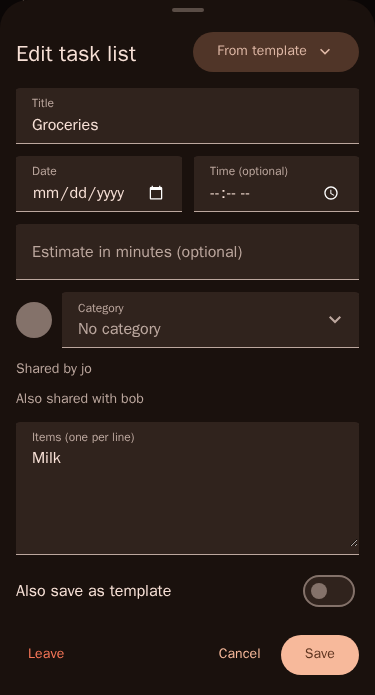 Edit task list
From template
Title
Groceries
Date
Time (optional)
mm/dd/yyyy
--:-- --
Estimate in minutes (optional)
Category
No category
Shared by jo
Also shared with bob
Items (one per line)
Milk
Also save as template
Leave
Cancel
Save